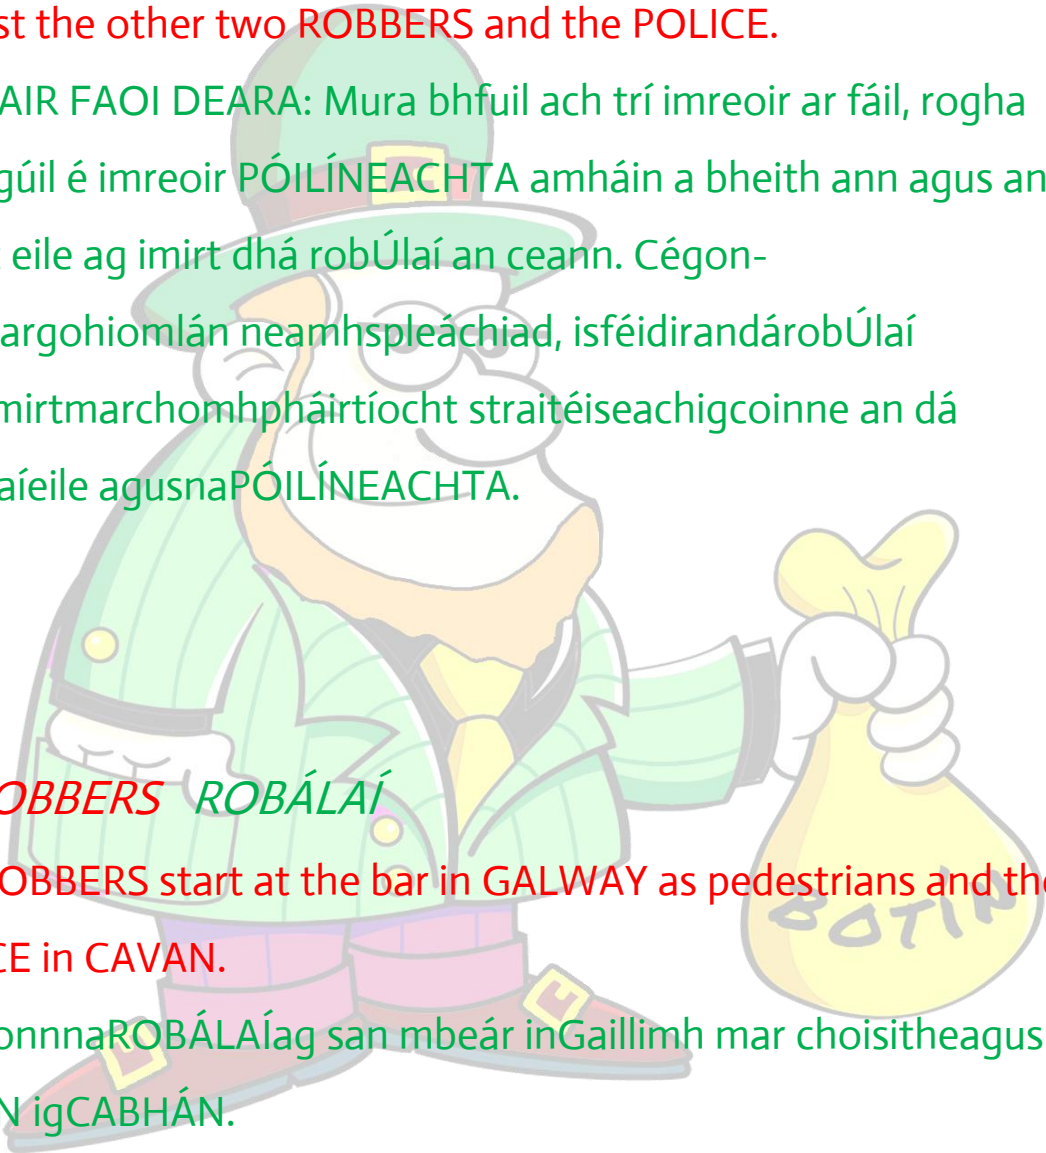 st the other two ROBBERS and the POLICE.
AIR FAOI DEARA: Mura bhfuil ach trí imreoir ar fáil, rogha
gúil é imreoir PÓILÍNEACHTA amháin a bheith ann agus an
eile ag imirt dhá robÚlaí an ceann. Cégon-
argohiomlán neamhspleáchiad, isféidirandárobÚlaí
mirtmarchomhpháirtíocht straitéiseachigcoinne an dá
aíeile agusnaPÓILÍNEACHTA.
OBBERS ROBÁLAÍ
OBBERS start at the bar in GALWAY as pedestrians and the
CE in CAVAN.
onnnaROBÁLAÍag san mbeár inGaillimh mar choisitheagus
N igCABHÁN.
BOTIN